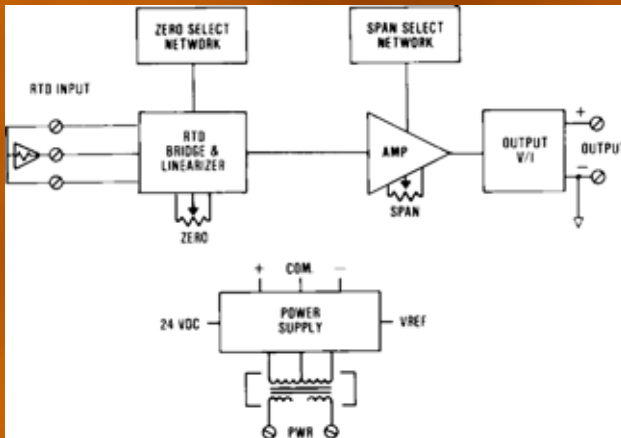 ZERO SELECT
NETWORK
SPAN SELECT
NETWORK
RTD INPUT
RTD
BRIDGE &
LINEARIZER
ZERO
AMP
SPAN
OUTPUT
V/I
+
OUTPUT
−
+ COM. −
24 VDC
POWER
SUPPLY
VREF
PWR